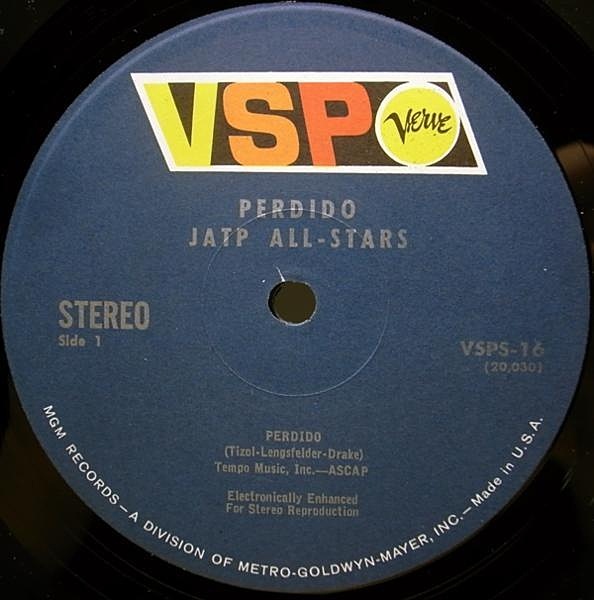 VSP Verve
PERDIDO
JATP ALL-STARS
STEREO
Side 1
VSPS-16
(20,030)
PERDIDO
(Tizol-Lengsfelder-Drake)
Tempo Music, Inc.—ASCAP
Electronically Enhanced
For Stereo Reproduction
MGM RECORDS—A DIVISION OF METRO-GOLDWYN-MAYER, INC.—Made in U.S.A.